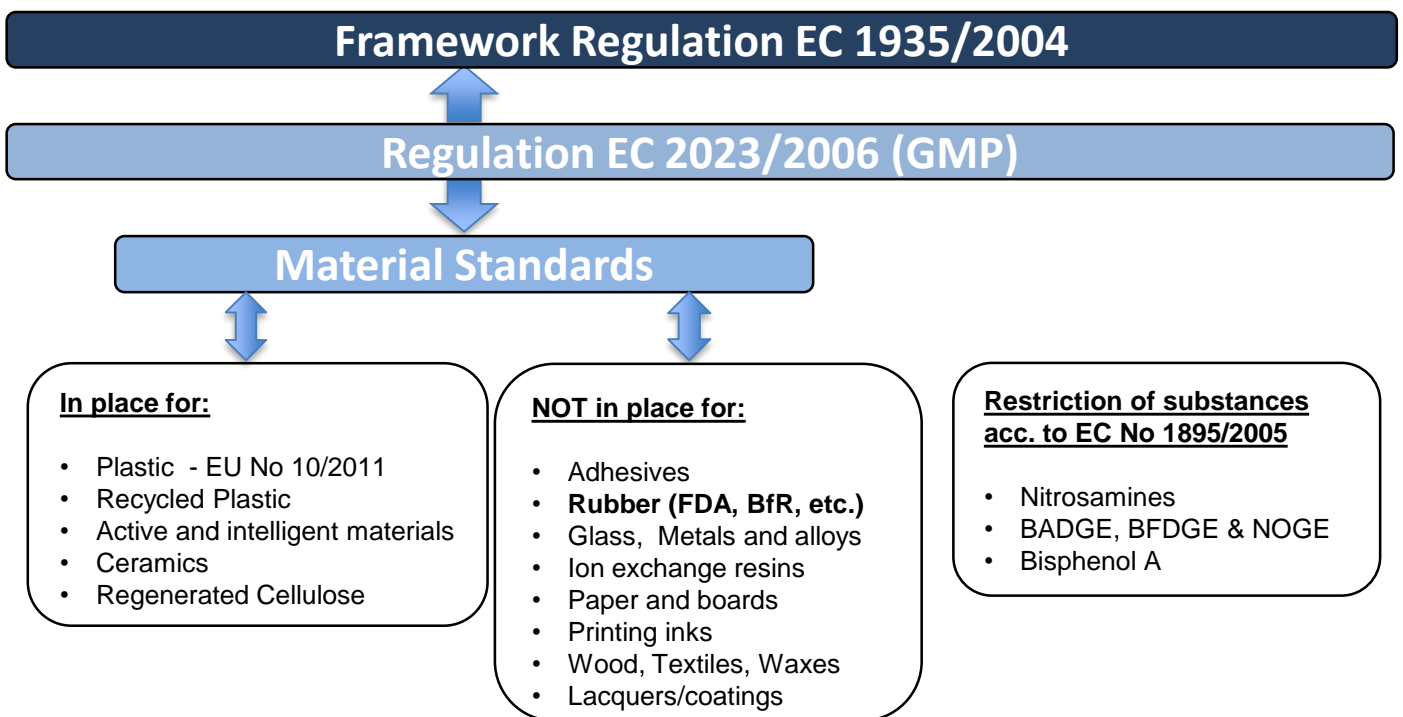 Framework Regulation EC 1935/2004
Regulation EC 2023/2006 (GMP)
Material Standards
In place for:
• Plastic - EU No 10/2011
• Recycled Plastic
• Active and intelligent materials
• Ceramics
• Regenerated Cellulose
NOT in place for:
• Adhesives
• Rubber (FDA, BfR, etc.)
• Glass, Metals and alloys
• Ion exchange resins
• Paper and boards
• Printing inks
• Wood, Textiles, Waxes
• Lacquers/coatings
Restriction of substances
acc. to EC No 1895/2005
• Nitrosamines
• BADGE, BFDGE & NOGE
• Bisphenol A